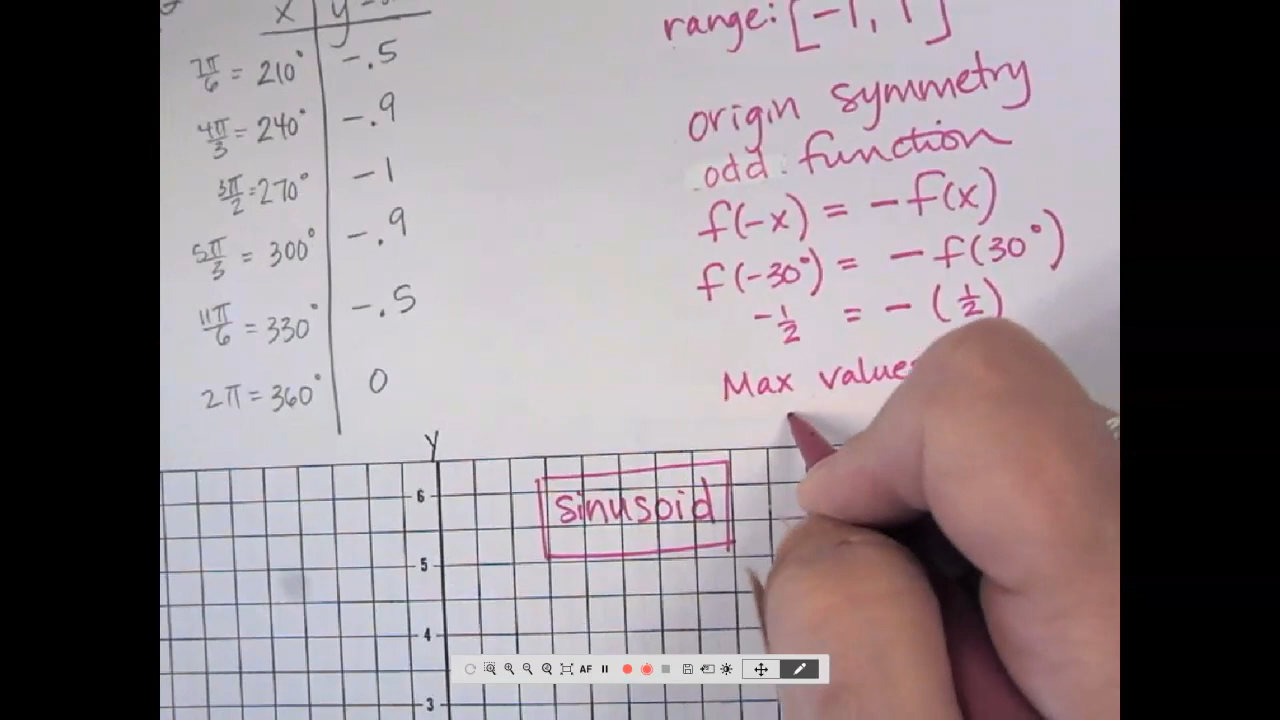 x | y
7π/6 = 210° | -.5
4π/3 = 240° | -.9
3π/2 = 270° | -1
5π/3 = 300° | -.9
11π/6 = 330° | -.5
2π = 360° | 0
range: [-1, 1]
origin symmetry
odd function
f(-x) = -f(x)
f(-30°) = -f(30°)
-1/2 = -(1/2)
Max value
y
sinusoid
6
5
4
3
AF